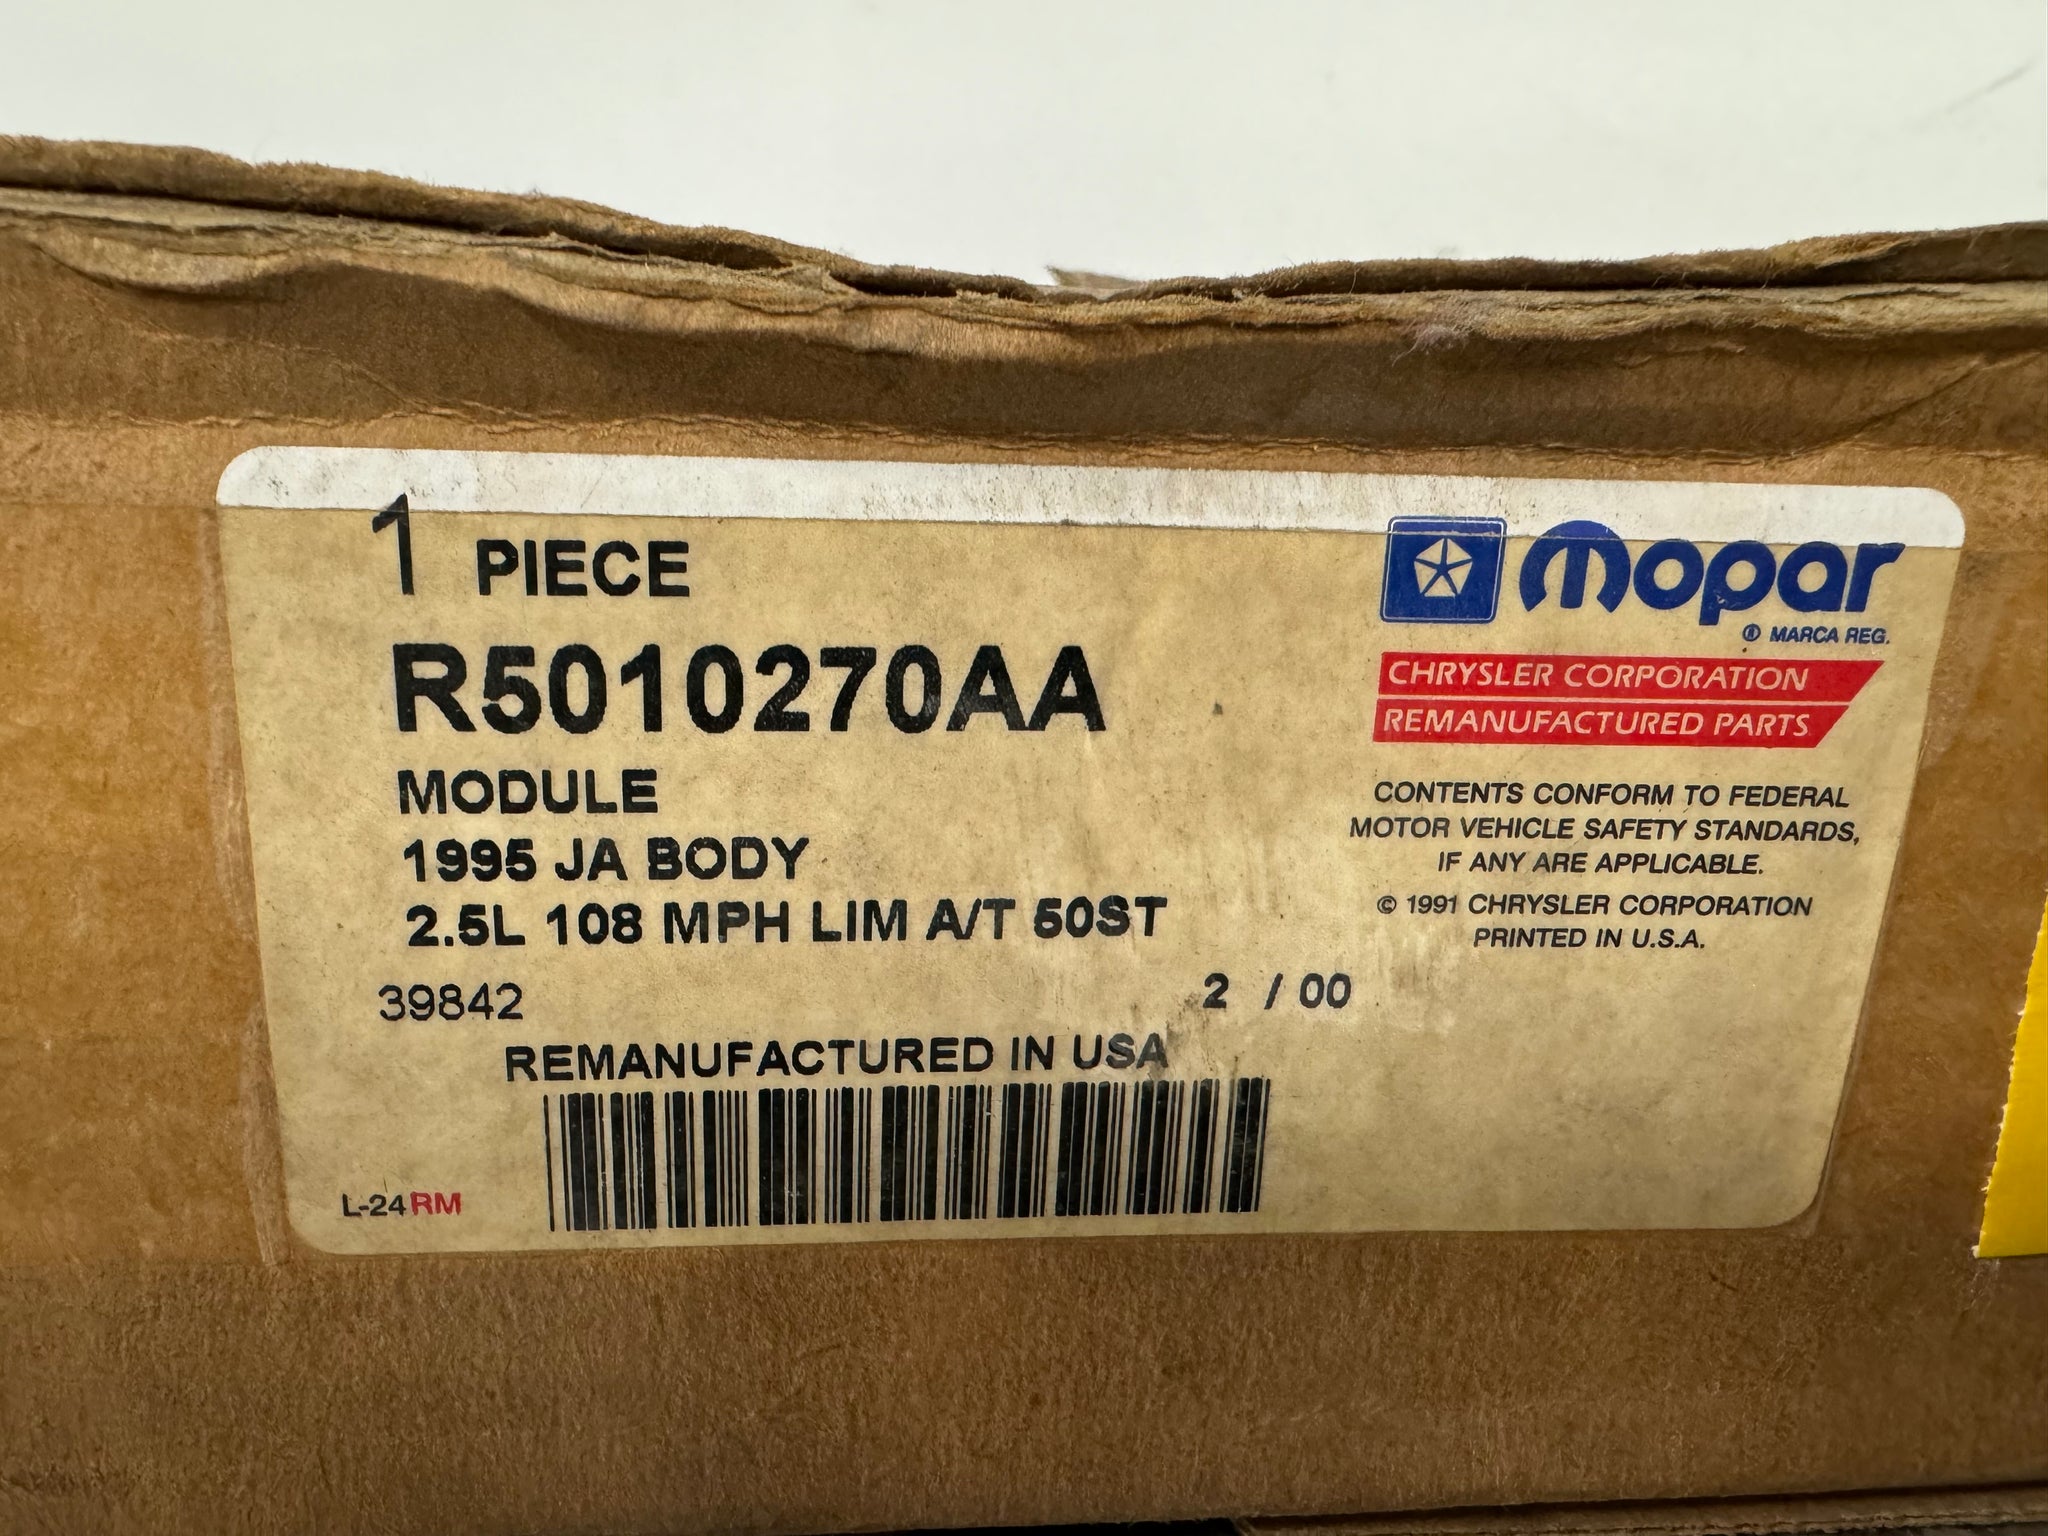 1 PIECE
R5010270AA
MODULE
1995 JA BODY
2.5L 108 MPH LIM A/T 50ST
39842
2 / 00
REMANUFACTURED IN USA
L-24RM
Mopar
® MARCA REG.
CHRYSLER CORPORATION
REMANUFACTURED PARTS
CONTENTS CONFORM TO FEDERAL
MOTOR VEHICLE SAFETY STANDARDS,
IF ANY ARE APPLICABLE.
© 1991 CHRYSLER CORPORATION
PRINTED IN U.S.A.